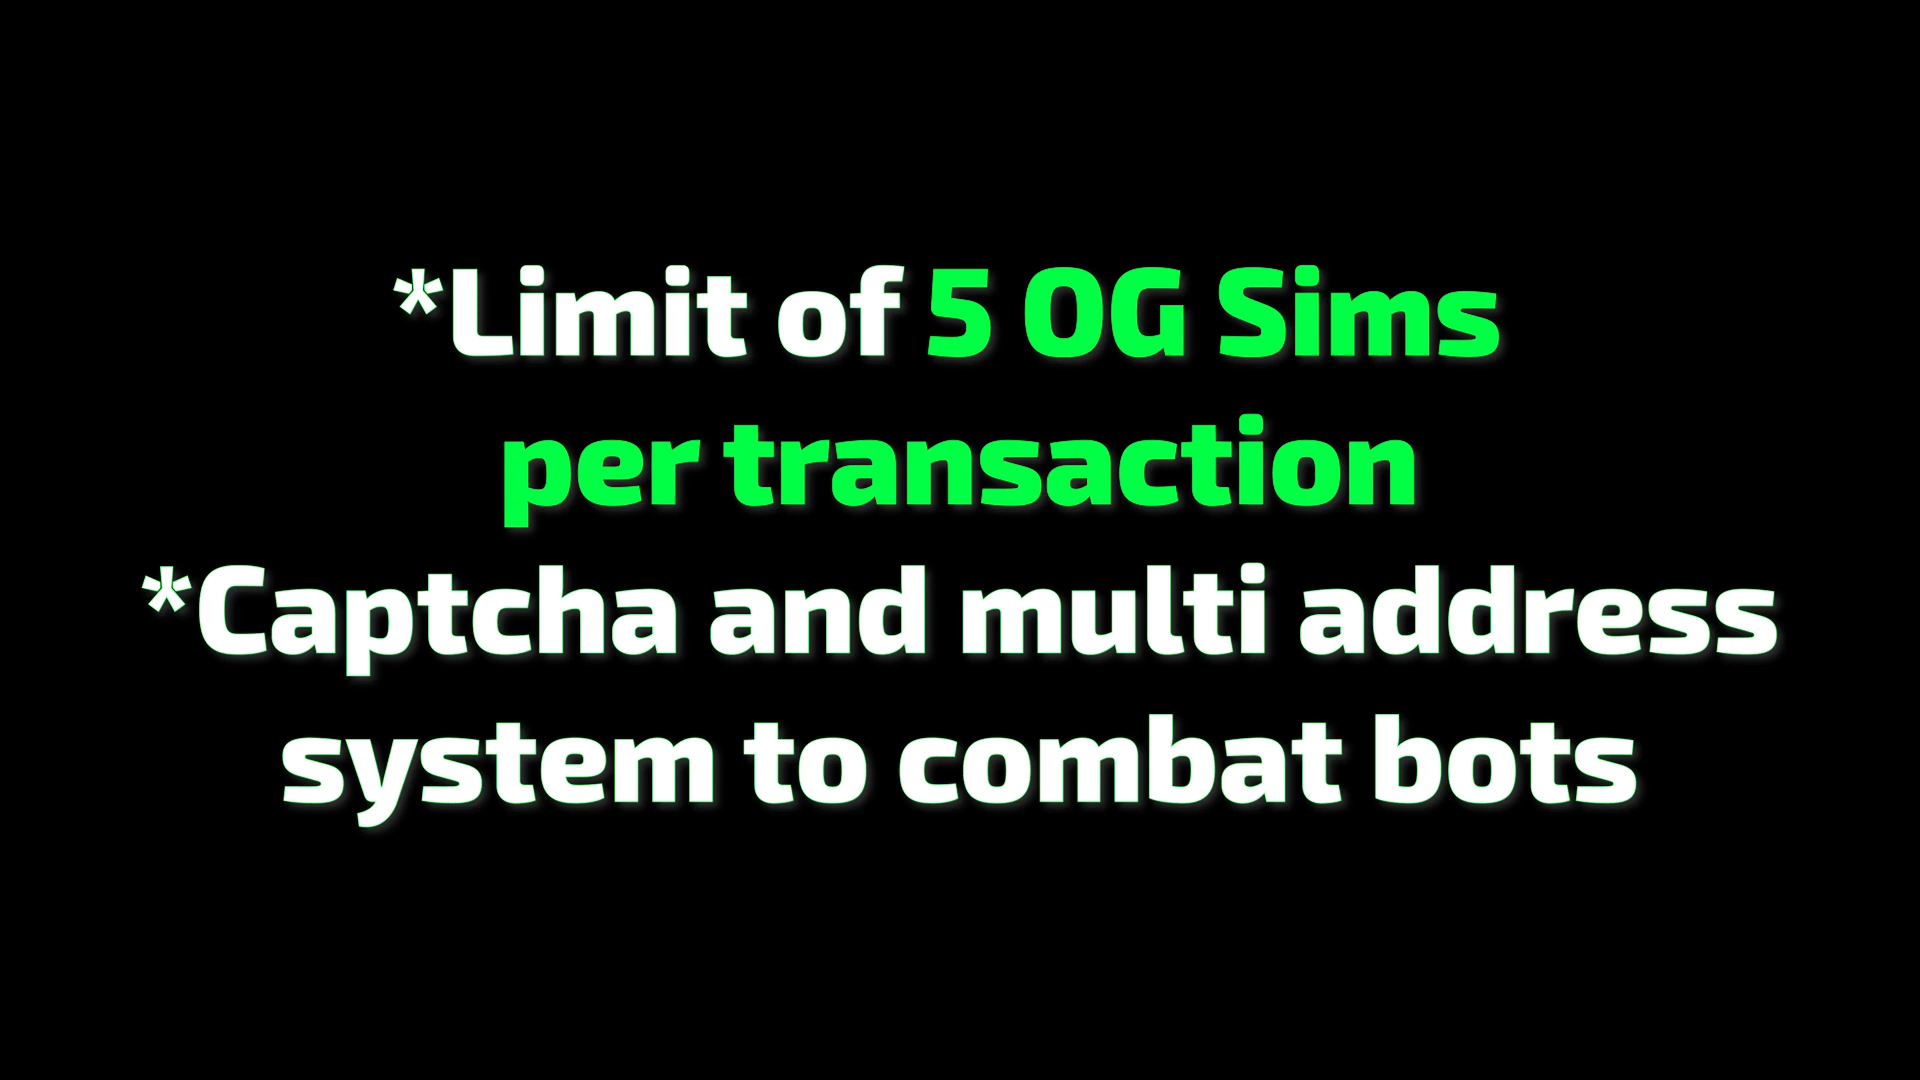 *Limit of 5 OG Sims
per transaction
*Captcha and multi address
system to combat bots